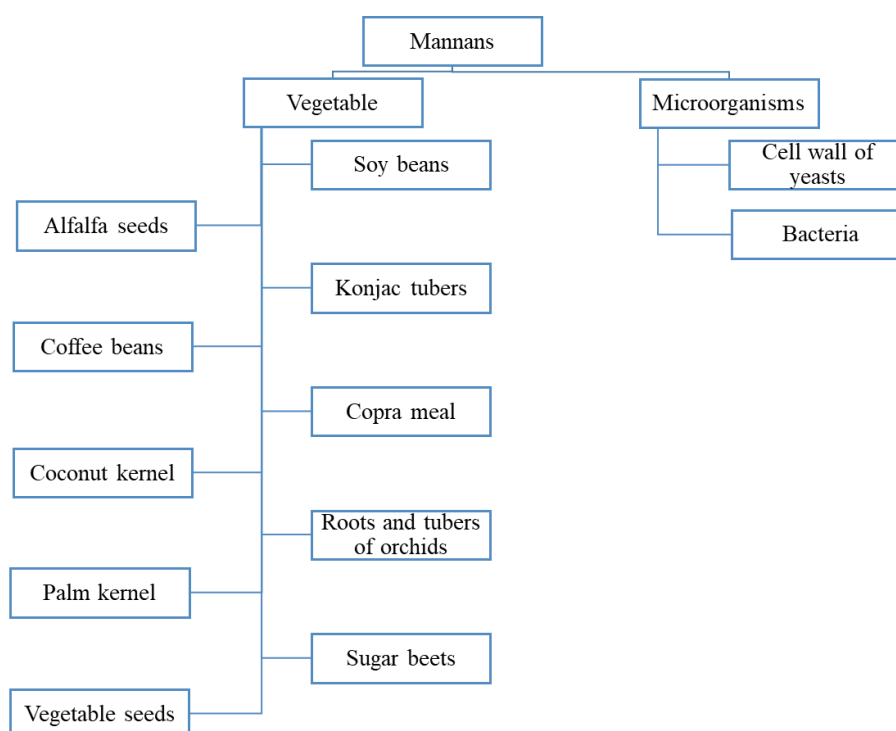 Mannans
Vegetable
Microorganisms
Soy beans
Cell wall of
yeasts
Alfalfa seeds
Bacteria
Konjac tubers
Coffee beans
Copra meal
Coconut kernel
Roots and tubers
of orchids
Palm kernel
Sugar beets
Vegetable seeds